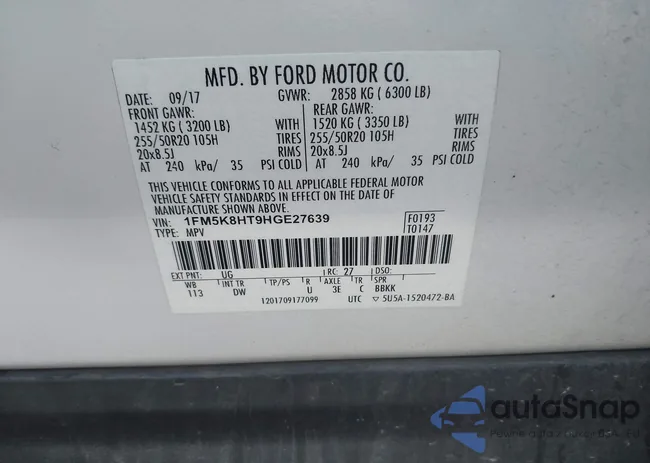 MFD. BY FORD MOTOR CO.
DATE: 09/17 GVWR: 2858 KG ( 6300 LB)
FRONT GAWR: REAR GAWR:
1452 KG ( 3200 LB) WITH 1520 KG ( 3350 LB) WITH
255/50R20 105H TIRES 255/50R20 105H TIRES
20x8.5J RIMS 20x8.5J RIMS
AT 240 kPa/ 35 PSI COLD AT 240 kPa/ 35 PSI COLD
THIS VEHICLE CONFORMS TO ALL APPLICABLE FEDERAL MOTOR
VEHICLE SAFETY STANDARDS IN EFFECT ON THE DATE OF
MANUFACTURE SHOWN ABOVE.
VIN: 1FM5K8HT9HGE27639 F0193
TYPE: MPV T0147
EXT PNT: UG RC: 27 DSO:
WB INT TR TP/PS R AXLE TR SPR
113 DW U 3E C BBKK
1201709177099 UTC ▽ 5U5A-1520472-BA
autoSnap